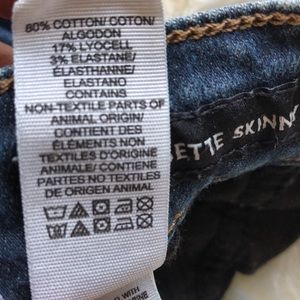 80% COTTON/ COTON/
ALGODON
17% LYOCELL
3% ELASTANE/
ÉLASTHANNE/
ELASTANO
CONTAINS
NON-TEXTILE PARTS OF
ANIMAL ORIGIN/
CONTIENT DES
ÉLÉMENTS NON
TEXTILES D'ORIGINE
ANIMALE/ CONTIENE
PARTES NO TEXTILES
DE ORIGEN ANIMAL
ETTE SKINN
WITH